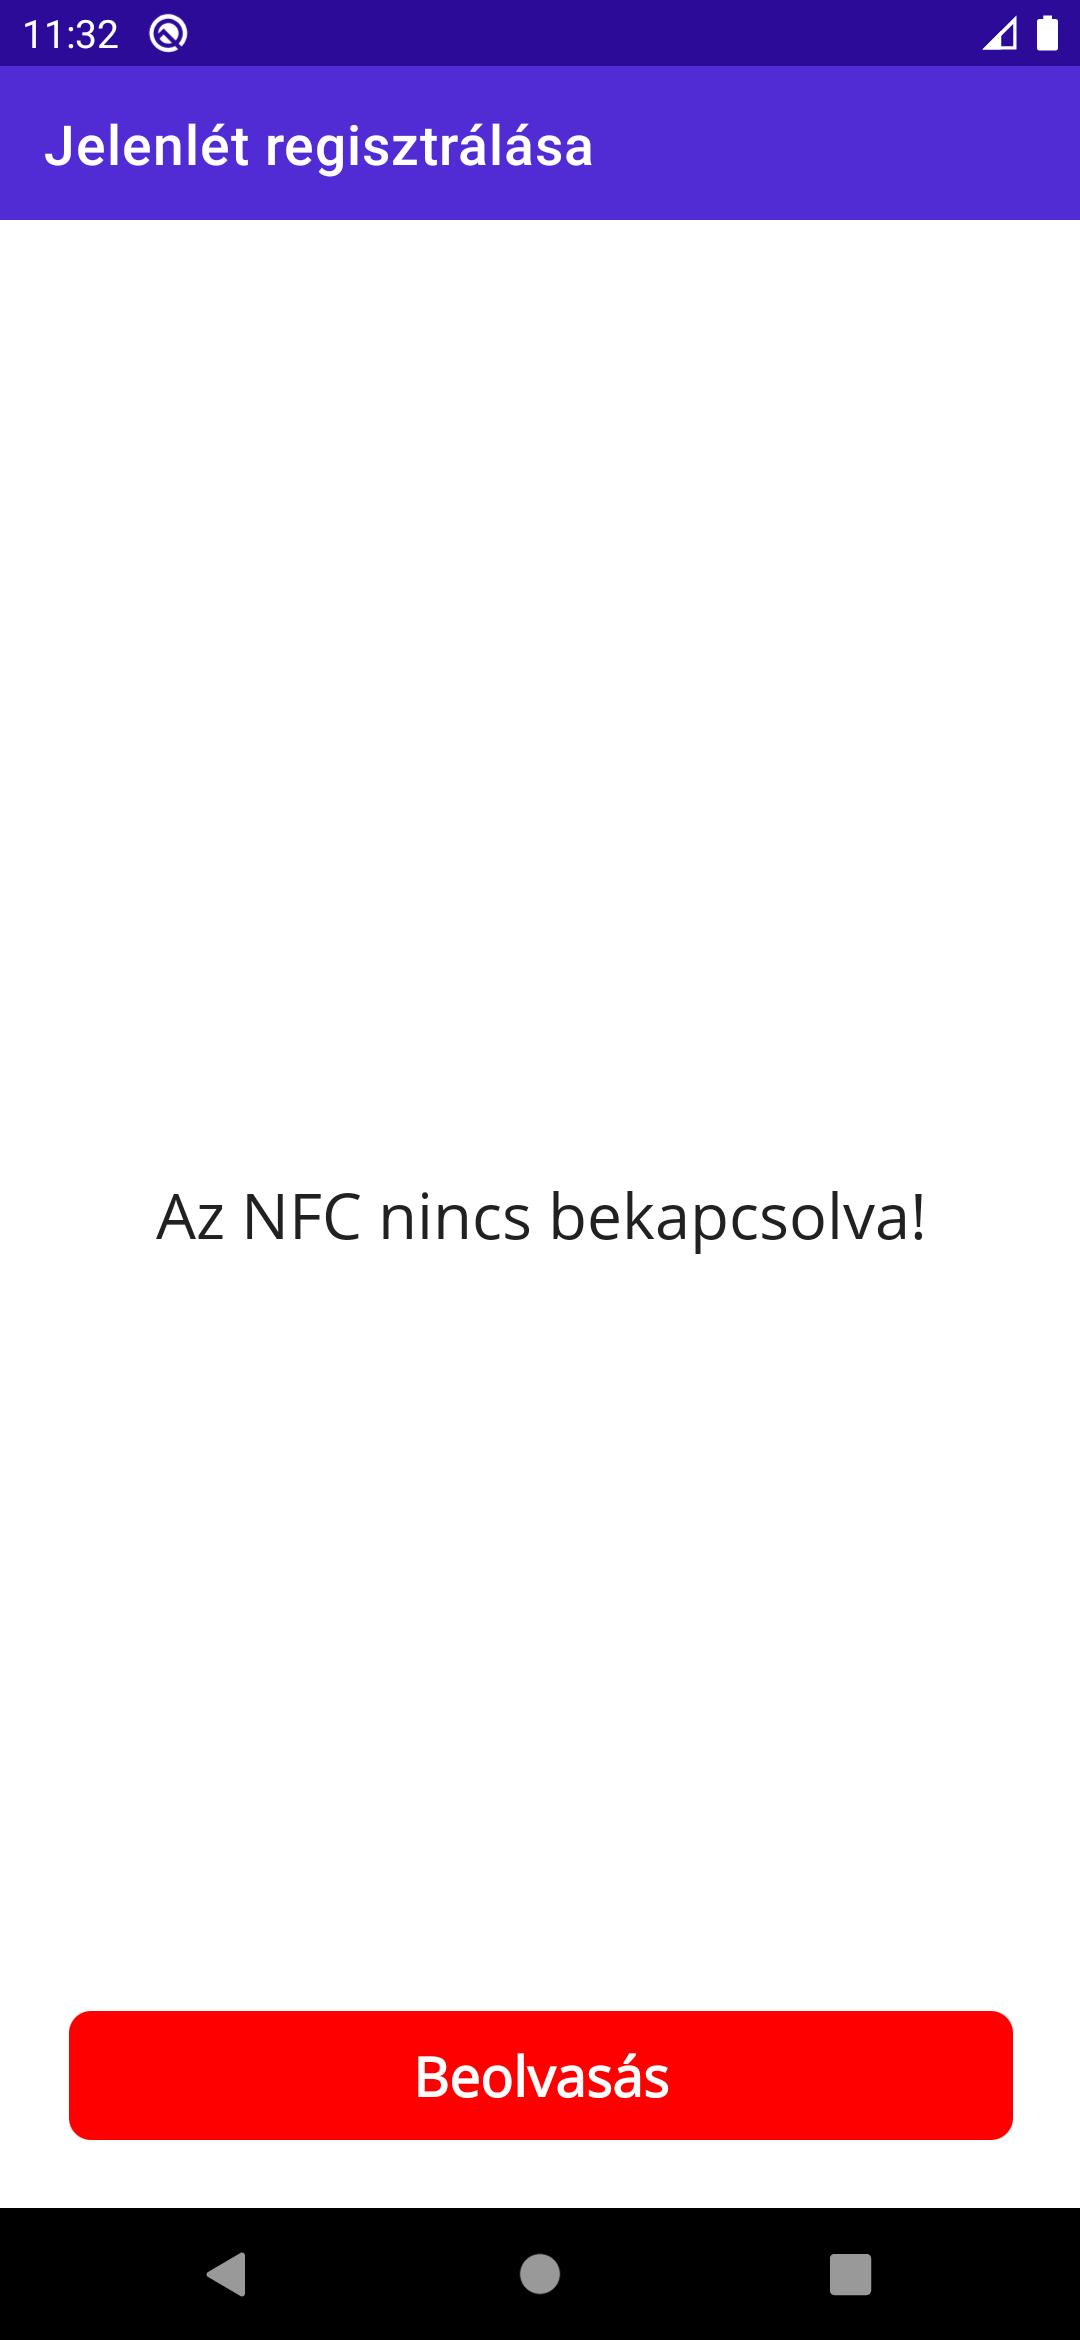 11:32
Jelenlét regisztrálása
Az NFC nincs bekapcsolva!
Beolvasás